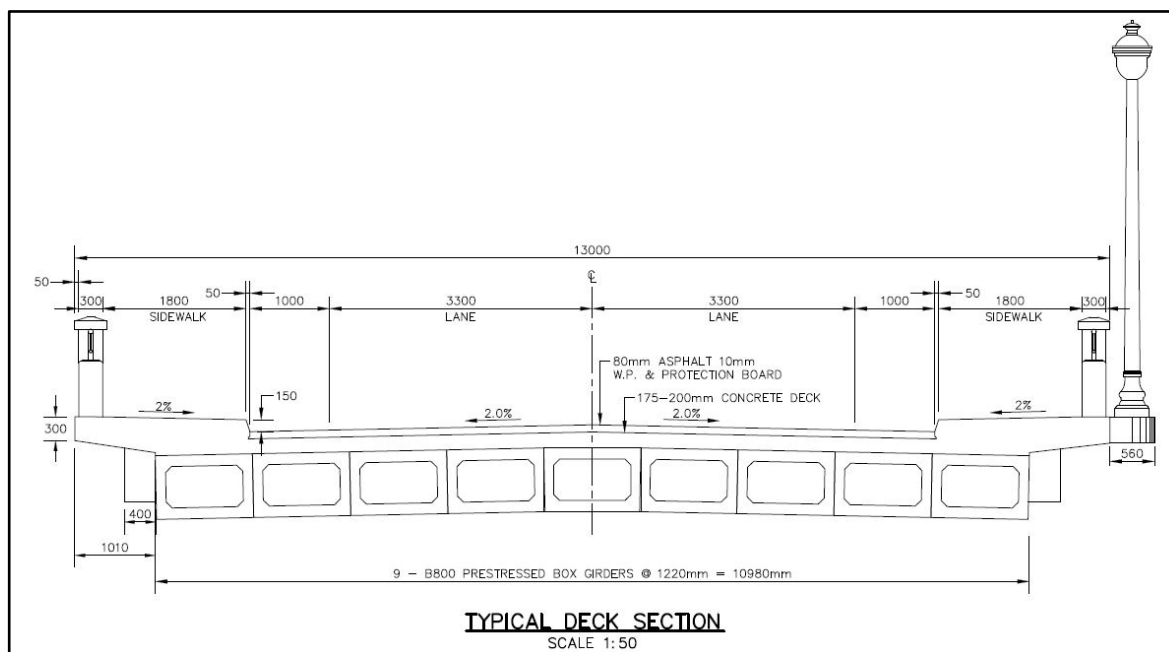 13000
50
℄
50
50
300
1800
1000
3300
3300
1000
1800
300
SIDEWALK
LANE
LANE
SIDEWALK
80mm ASPHALT 10mm
W.P. & PROTECTION BOARD
175-200mm CONCRETE DECK
2%
150
2.0%
2.0%
2%
300
560
400
1010
9 - B800 PRESTRESSED BOX GIRDERS @ 1220mm = 10980mm
TYPICAL DECK SECTION
SCALE 1:50